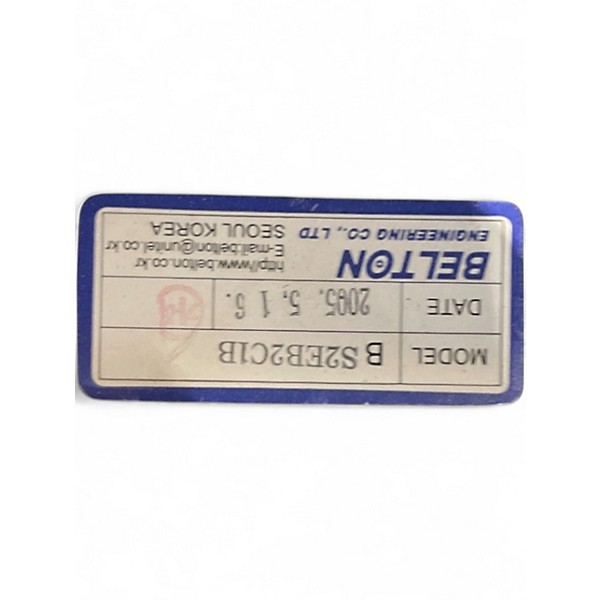 MODEL B S2EB2C1B
DATE 2005. 5. 1 6.
BELTON
ENGINEERING CO., LTD
http//www.belton.co.kr
E-mail:belton@unitel.co.kr
SEOUL KOREA